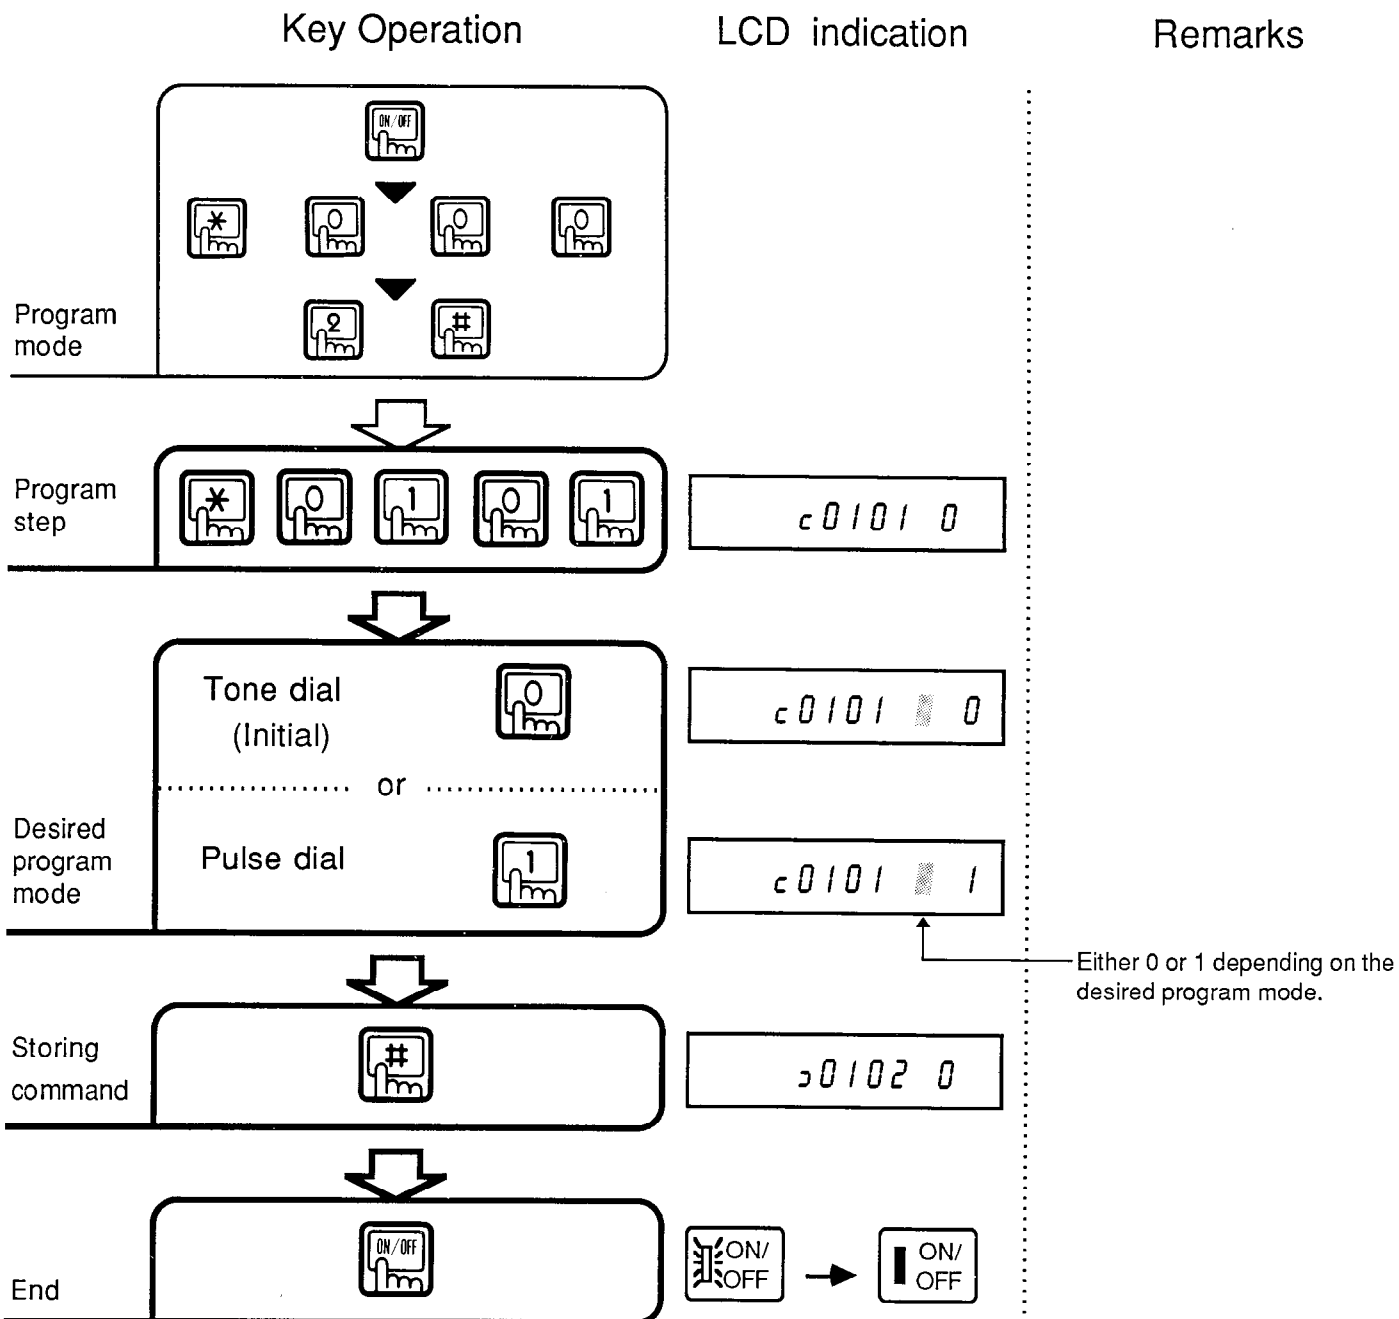 Key Operation LCD indication Remarks
ON/OFF
* 0 0 0
Program
mode
2 #
Program
step
* 0 1 0 1
c0101 0
Tone dial
(Initial)
0
c0101 0
or
Desired
program
mode
Pulse dial
1
c0101 1
Either 0 or 1 depending on the
desired program mode.
Storing
command
#
ɔ0102 0
End
ON/OFF
ON/
OFF
ON/
OFF